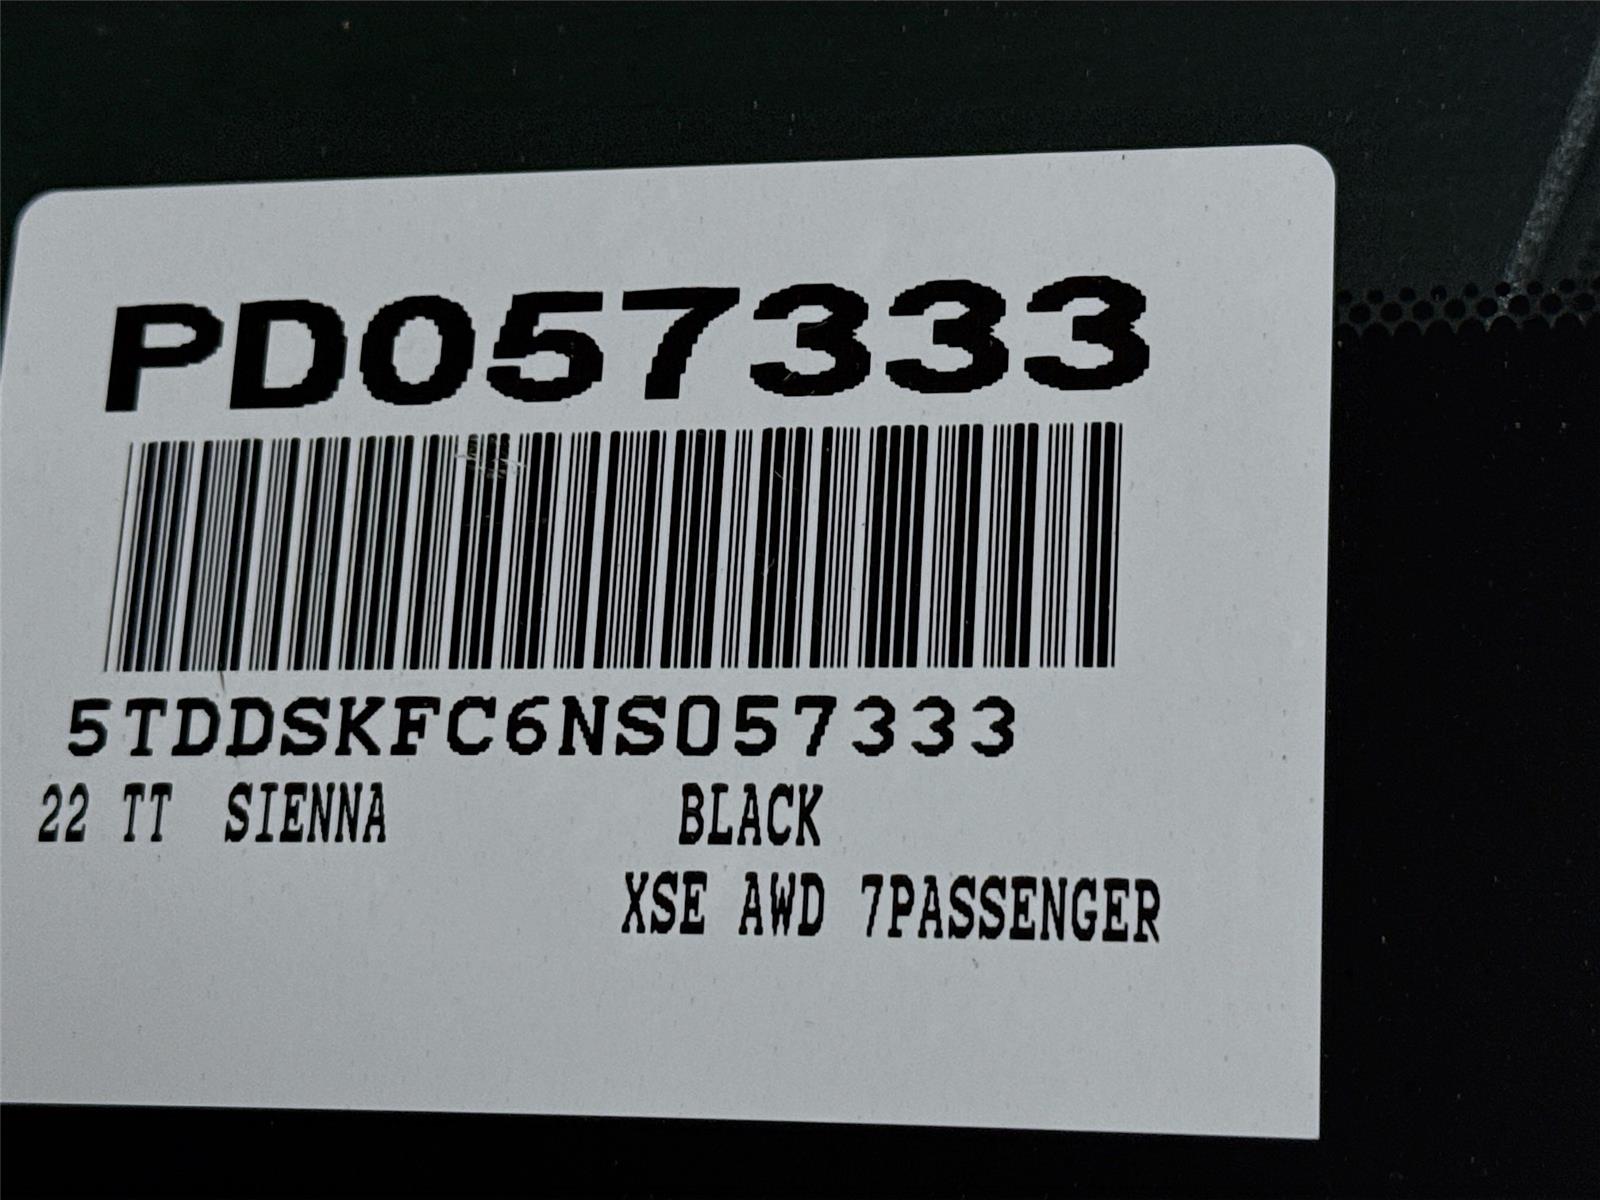 PD057333
5TDDSKFC6NS057333
22 TT SIENNA BLACK
XSE AWD 7PASSENGER